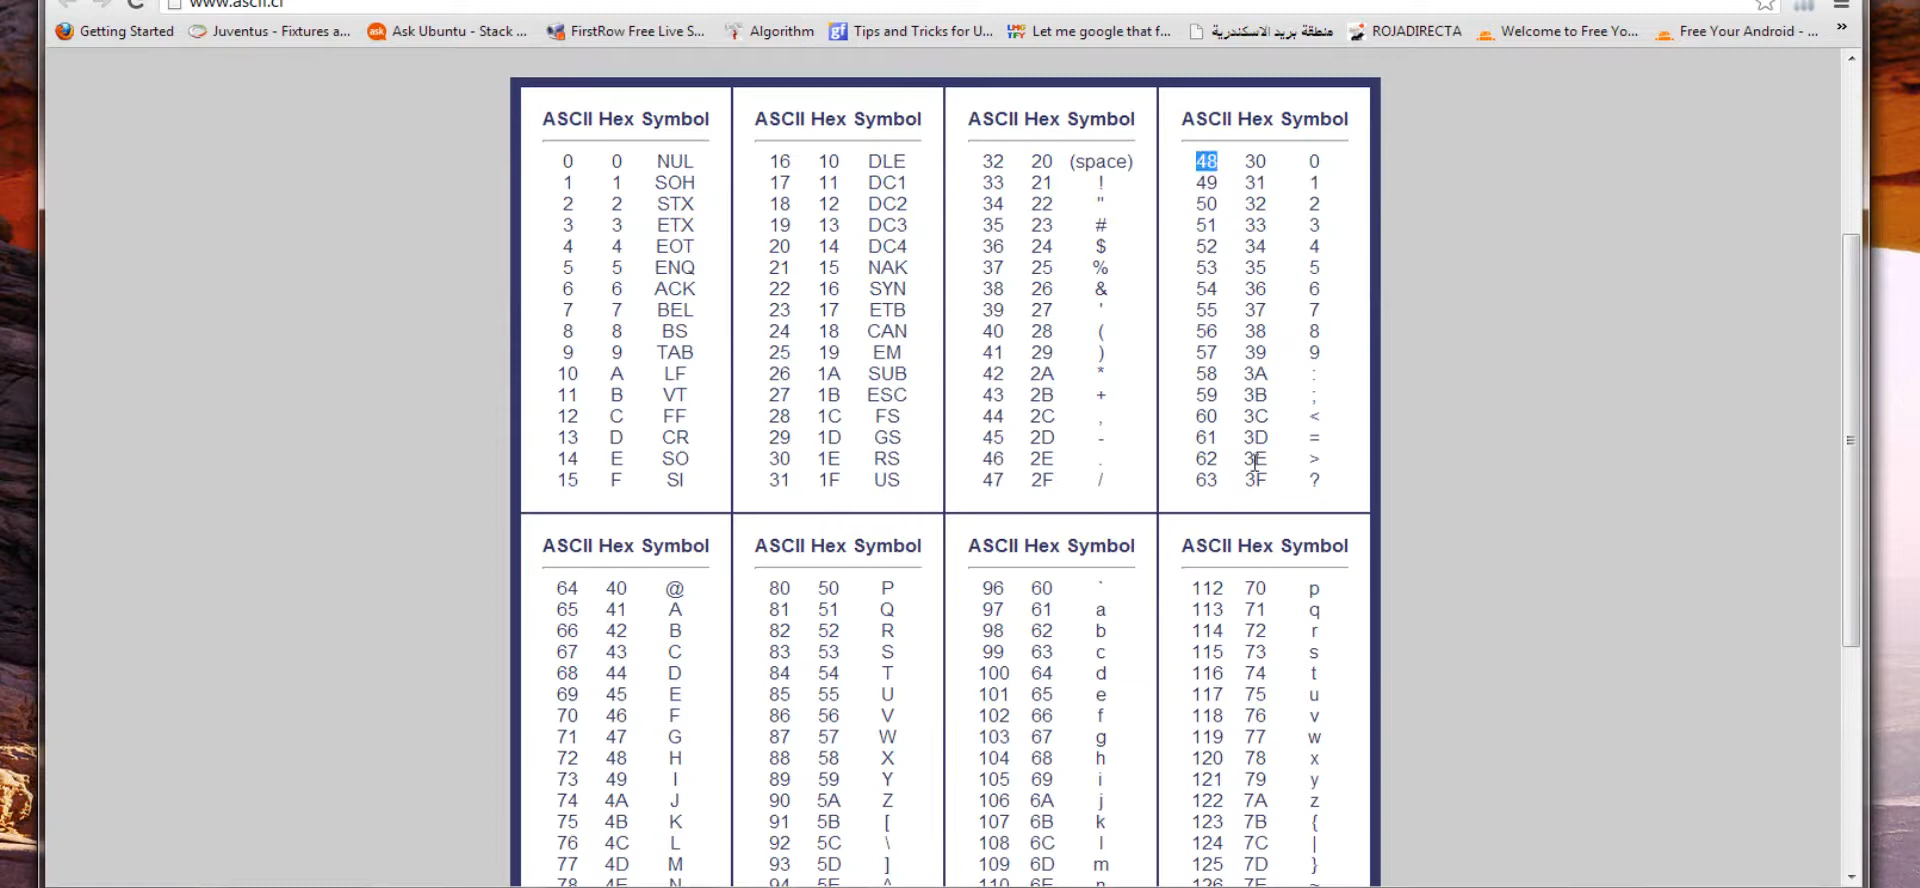 www.ascii.cl
Getting Started Juventus - Fixtures a... Ask Ubuntu - Stack ... FirstRow Free Live S... Algorithm Tips and Tricks for U... Let me google that f... منطقة بريد الاسكندرية ROJADIRECTA Welcome to Free Yo... Free Your Android - ... »
ASCII Hex Symbol ASCII Hex Symbol ASCII Hex Symbol ASCII Hex Symbol
0 0 NUL 16 10 DLE 32 20 (space) 48 30 0
1 1 SOH 17 11 DC1 33 21 ! 49 31 1
2 2 STX 18 12 DC2 34 22 " 50 32 2
3 3 ETX 19 13 DC3 35 23 # 51 33 3
4 4 EOT 20 14 DC4 36 24 $ 52 34 4
5 5 ENQ 21 15 NAK 37 25 % 53 35 5
6 6 ACK 22 16 SYN 38 26 & 54 36 6
7 7 BEL 23 17 ETB 39 27 ' 55 37 7
8 8 BS 24 18 CAN 40 28 ( 56 38 8
9 9 TAB 25 19 EM 41 29 ) 57 39 9
10 A LF 26 1A SUB 42 2A * 58 3A :
11 B VT 27 1B ESC 43 2B + 59 3B ;
12 C FF 28 1C FS 44 2C , 60 3C <
13 D CR 29 1D GS 45 2D - 61 3D =
14 E SO 30 1E RS 46 2E . 62 3E >
15 F SI 31 1F US 47 2F / 63 3F ?
ASCII Hex Symbol ASCII Hex Symbol ASCII Hex Symbol ASCII Hex Symbol
64 40 @ 80 50 P 96 60 ` 112 70 p
65 41 A 81 51 Q 97 61 a 113 71 q
66 42 B 82 52 R 98 62 b 114 72 r
67 43 C 83 53 S 99 63 c 115 73 s
68 44 D 84 54 T 100 64 d 116 74 t
69 45 E 85 55 U 101 65 e 117 75 u
70 46 F 86 56 V 102 66 f 118 76 v
71 47 G 87 57 W 103 67 g 119 77 w
72 48 H 88 58 X 104 68 h 120 78 x
73 49 I 89 59 Y 105 69 i 121 79 y
74 4A J 90 5A Z 106 6A j 122 7A z
75 4B K 91 5B [ 107 6B k 123 7B {
76 4C L 92 5C \ 108 6C l 124 7C |
77 4D M 93 5D ] 109 6D m 125 7D }
78 4E N 94 5E ^ 110 6E n 126 7E ~